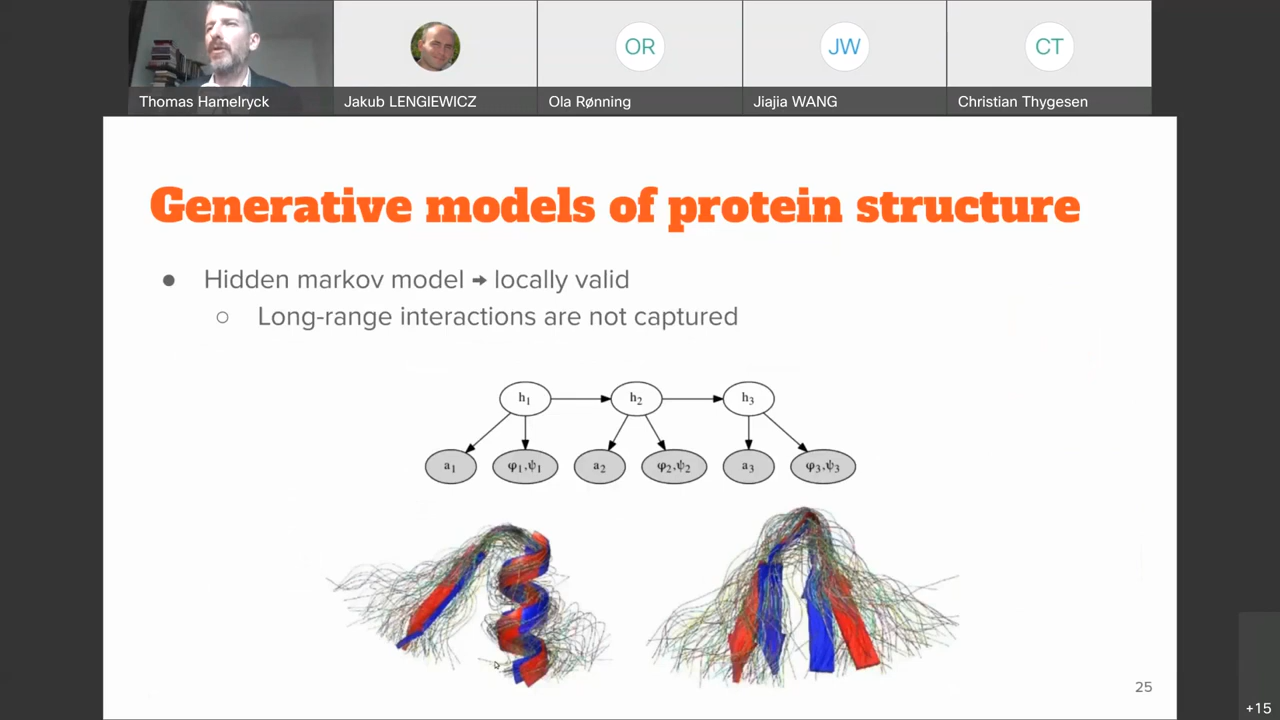 OR
JW
CT
Thomas Hamelryck
Jakub LENGIEWICZ
Ola Rønning
Jiajia WANG
Christian Thygesen
Generative models of protein structure
● Hidden markov model → locally valid
○ Long-range interactions are not captured
h₁
h₂
h₃
a₁
φ₁,ψ₁
a₂
φ₂,ψ₂
a₃
φ₃,ψ₃
25
+15